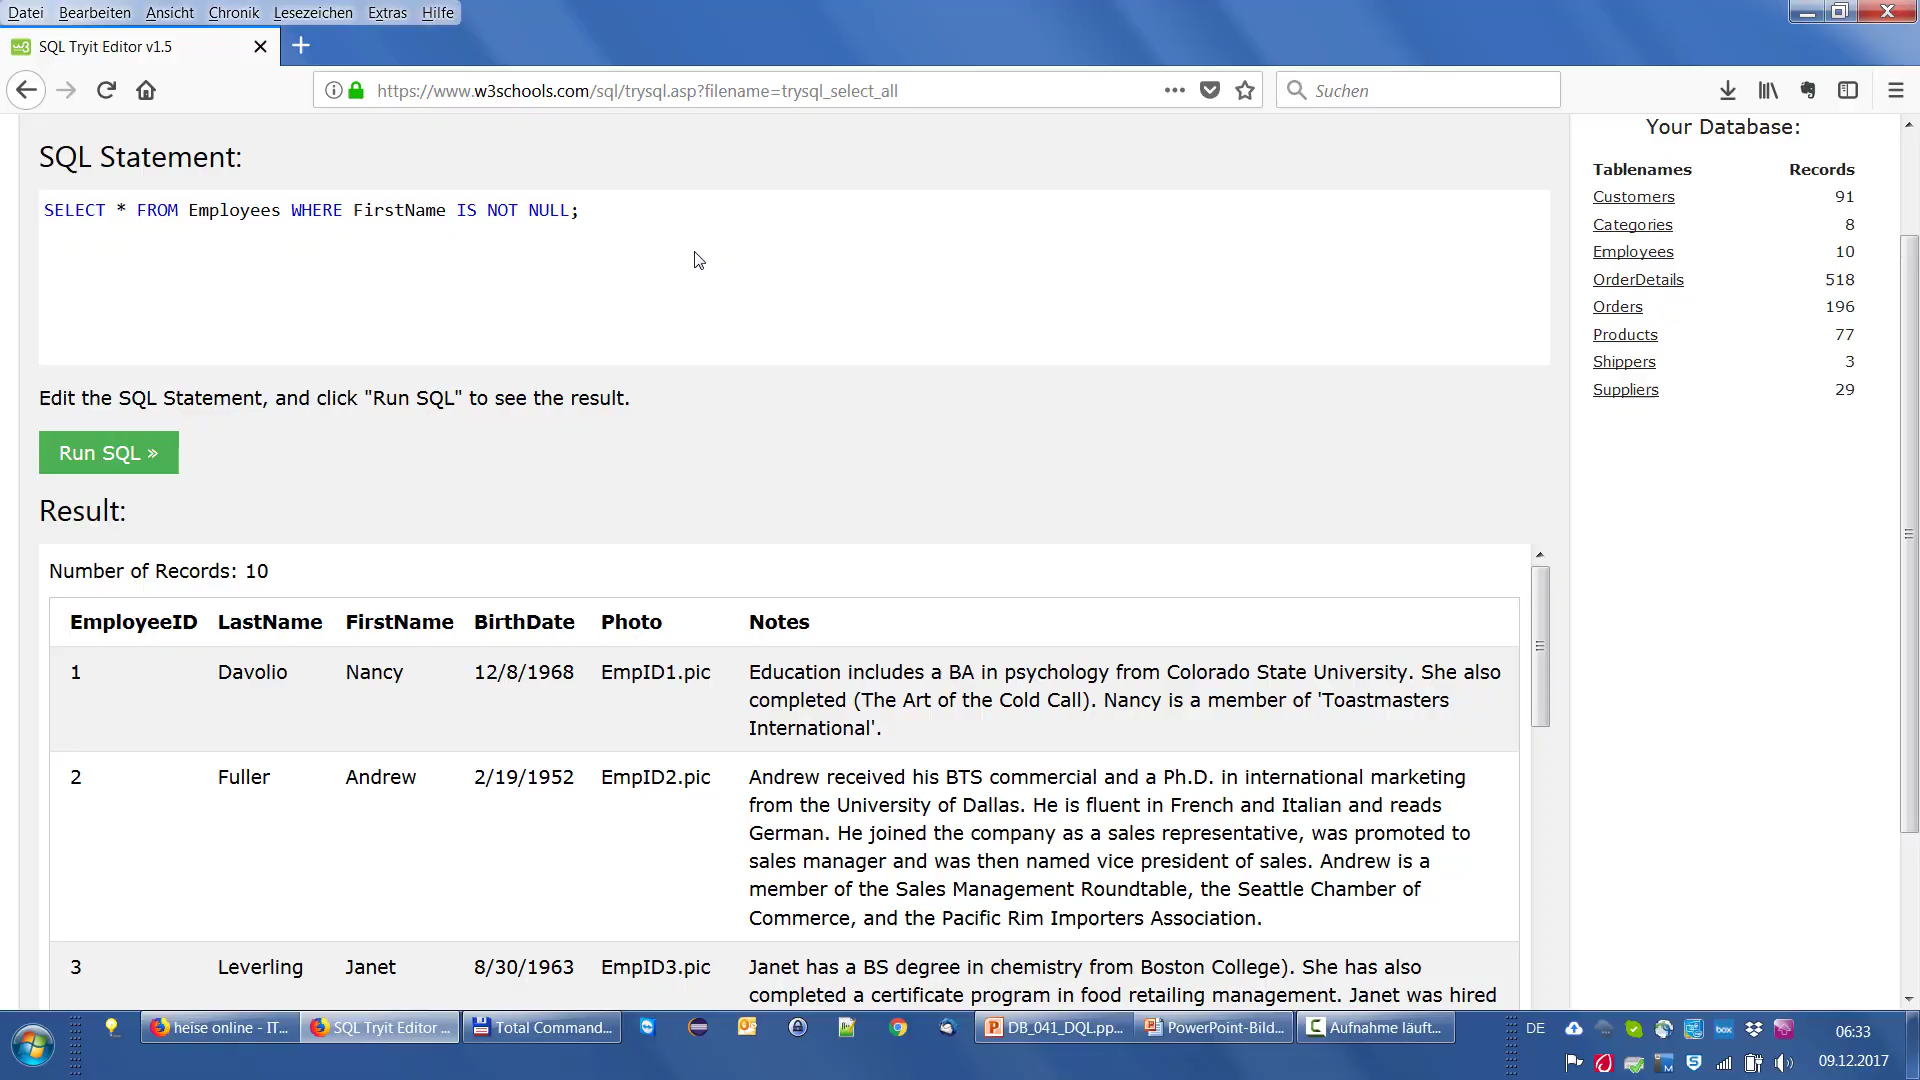 Datei Bearbeiten Ansicht Chronik Lesezeichen Extras Hilfe
SQL Tryit Editor v1.5
https://www.w3schools.com/sql/trysql.asp?filename=trysql_select_all
Suchen
SQL Statement:
SELECT * FROM Employees WHERE FirstName IS NOT NULL;
Edit the SQL Statement, and click "Run SQL" to see the result.
Run SQL »
Result:
Number of Records: 10
EmployeeID LastName FirstName BirthDate Photo Notes
1 Davolio Nancy 12/8/1968 EmpID1.pic Education includes a BA in psychology from Colorado State University. She also
completed (The Art of the Cold Call). Nancy is a member of 'Toastmasters
International'.
2 Fuller Andrew 2/19/1952 EmpID2.pic Andrew received his BTS commercial and a Ph.D. in international marketing
from the University of Dallas. He is fluent in French and Italian and reads
German. He joined the company as a sales representative, was promoted to
sales manager and was then named vice president of sales. Andrew is a
member of the Sales Management Roundtable, the Seattle Chamber of
Commerce, and the Pacific Rim Importers Association.
3 Leverling Janet 8/30/1963 EmpID3.pic Janet has a BS degree in chemistry from Boston College). She has also
completed a certificate program in food retailing management. Janet was hired
Your Database:
Tablenames Records
Customers 91
Categories 8
Employees 10
OrderDetails 518
Orders 196
Products 77
Shippers 3
Suppliers 29
heise online - IT...
SQL Tryit Editor ...
Total Command...
DB_041_DQL.pp...
PowerPoint-Bild...
Aufnahme läuft...
DE
06:33
09.12.2017